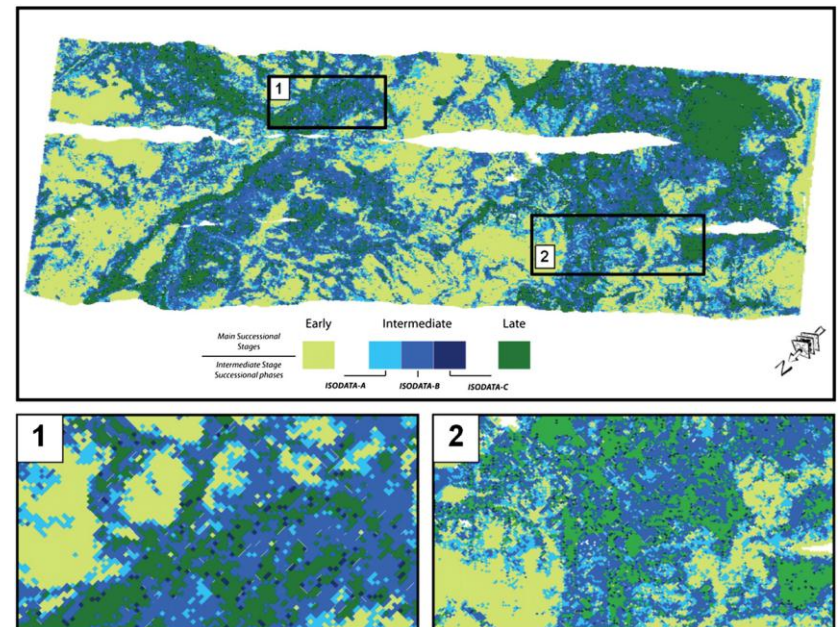 1
2
Early Intermediate Late
Main Successional
Stages
Intermediate Stage
Successional phases
ISODATA-A ISODATA-B ISODATA-C
N
1
2